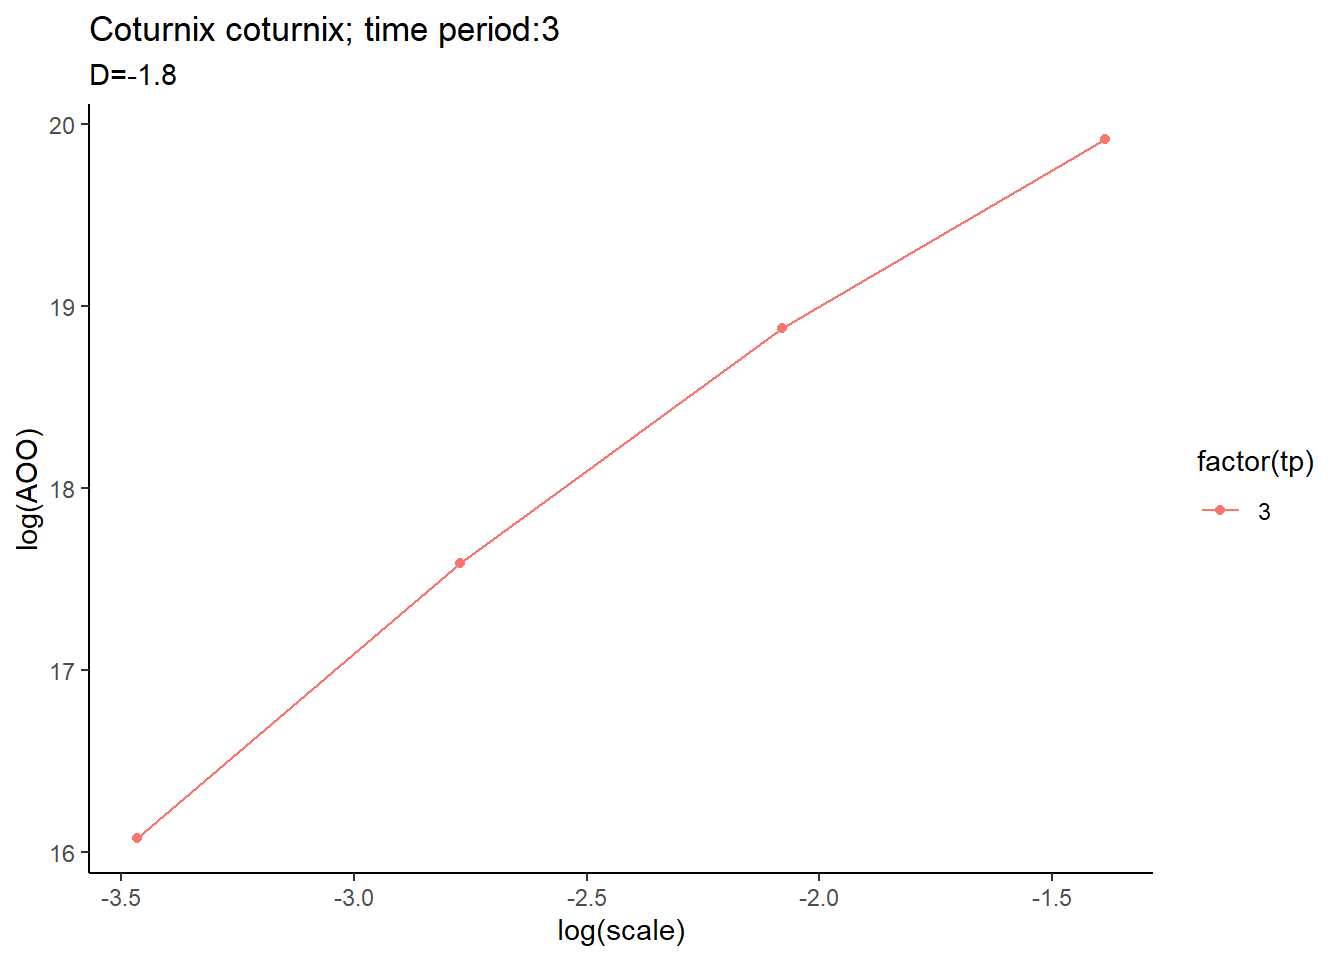 Coturnix coturnix; time period:3
D=-1.8
20
19
18
17
16
log(AOO)
-3.5 -3.0 -2.5 -2.0 -1.5
log(scale)
factor(tp)
3